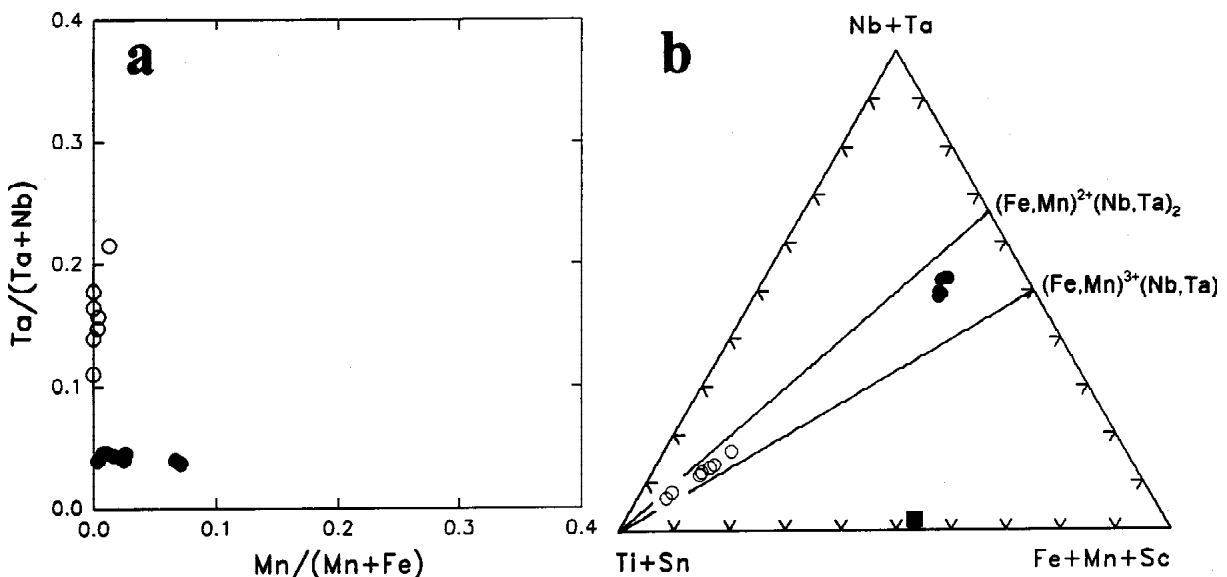 a
0.4
0.3
0.2
0.1
0.0
Ta/(Ta+Nb)
0.0 0.1 0.2 0.3 0.4
Mn/(Mn+Fe)
b
Nb+Ta
(Fe,Mn)²⁺(Nb,Ta)₂
(Fe,Mn)³⁺(Nb,Ta)
Ti+Sn
Fe+Mn+Sc